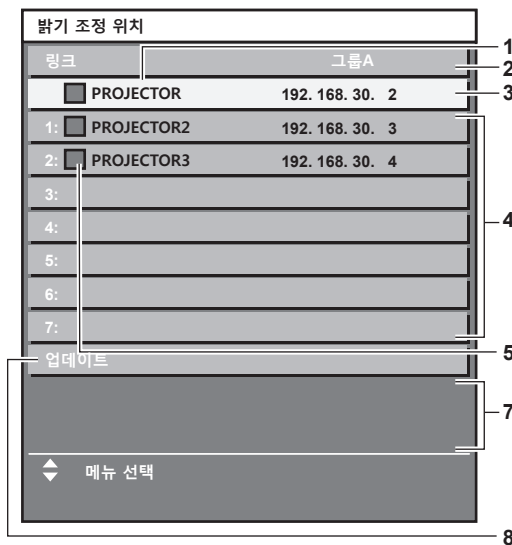 밝기 조정 위치
링크 그룹A
PROJECTOR 192. 168. 30. 2
1: PROJECTOR2 192. 168. 30. 3
2: PROJECTOR3 192. 168. 30. 4
3:
4:
5:
6:
7:
업데이트
메뉴 선택
1
2
3
4
5
7
8